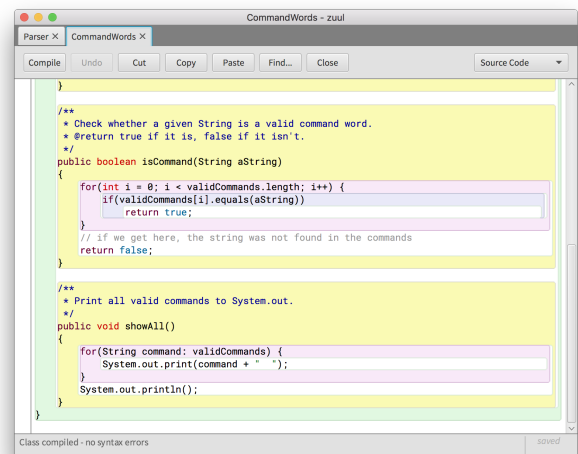 CommandWords - zuul
Parser × CommandWords ×
Compile Undo Cut Copy Paste Find... Close Source Code
}
/**
* Check whether a given String is a valid command word.
* @return true if it is, false if it isn't.
*/
public boolean isCommand(String aString)
{
for(int i = 0; i < validCommands.length; i++) {
if(validCommands[i].equals(aString))
return true;
}
// if we get here, the string was not found in the commands
return false;
}
/**
* Print all valid commands to System.out.
*/
public void showAll()
{
for(String command: validCommands) {
System.out.print(command + "  ");
}
System.out.println();
}
}
Class compiled - no syntax errors saved